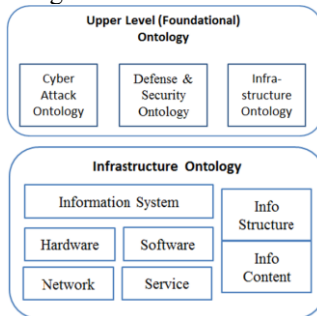 Upper Level (Foundational)
Ontology
Cyber
Attack
Ontology
Defense &
Security
Ontology
Infra-
structure
Ontology
Infrastructure Ontology
Information System
Info
Structure
Hardware
Software
Info
Content
Network
Service